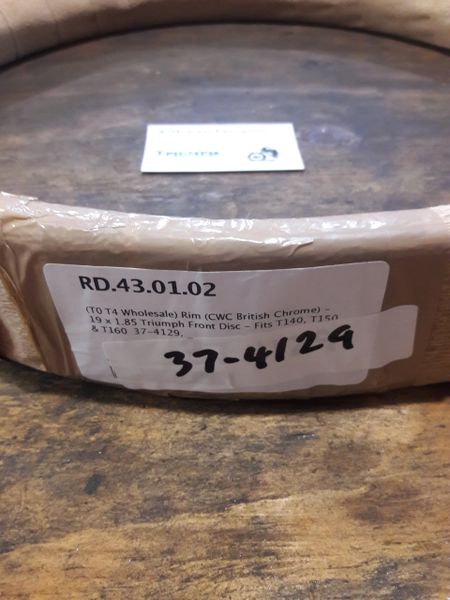 TRIUMPH
RD.43.01.02
(T0 T4 Wholesale) Rim (CWC British Chrome) -
19 x 1.85 Triumph Front Disc - Fits T140, T150
& T160 37-4129,
37-4129